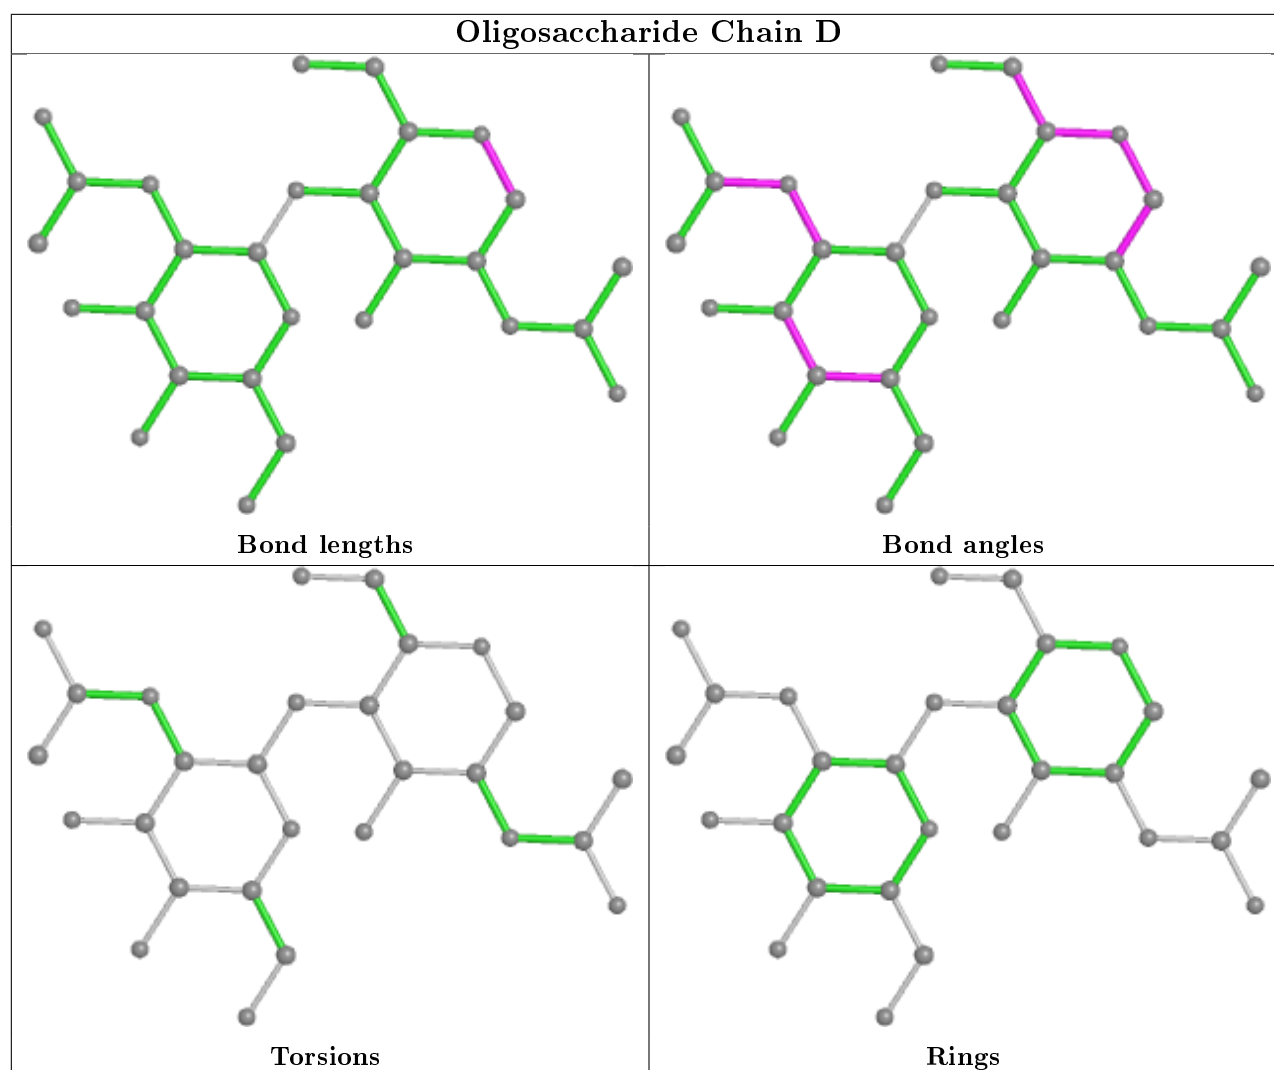 Oligosaccharide Chain D
Bond lengths
Bond angles
Torsions
Rings